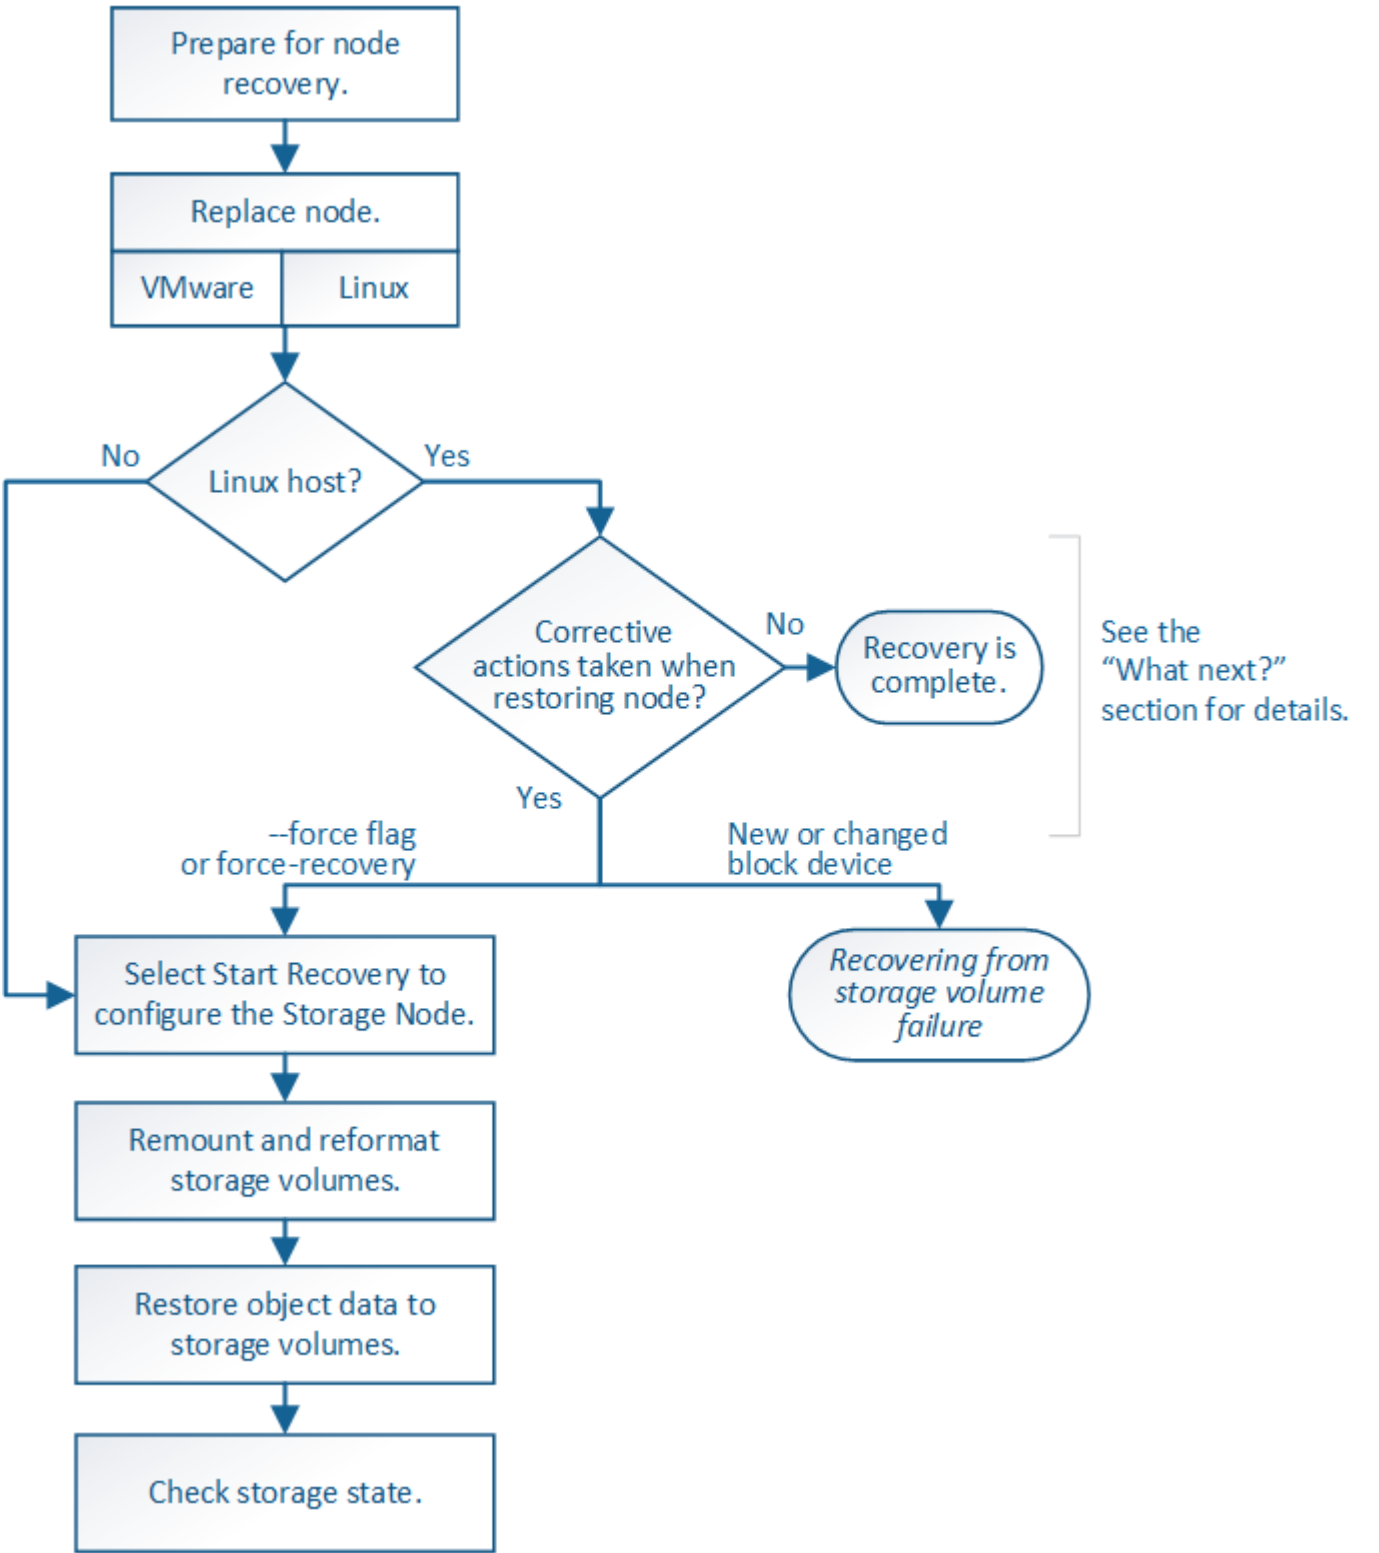 Prepare for node
recovery.
Replace node.
VMware
Linux
Linux host?
No
Yes
Corrective
actions taken when
restoring node?
No
Recovery is
complete.
See the
“What next?”
section for details.
Yes
--force flag
or force-recovery
New or changed
block device
Select Start Recovery to
configure the Storage Node.
Recovering from
storage volume
failure
Remount and reformat
storage volumes.
Restore object data to
storage volumes.
Check storage state.